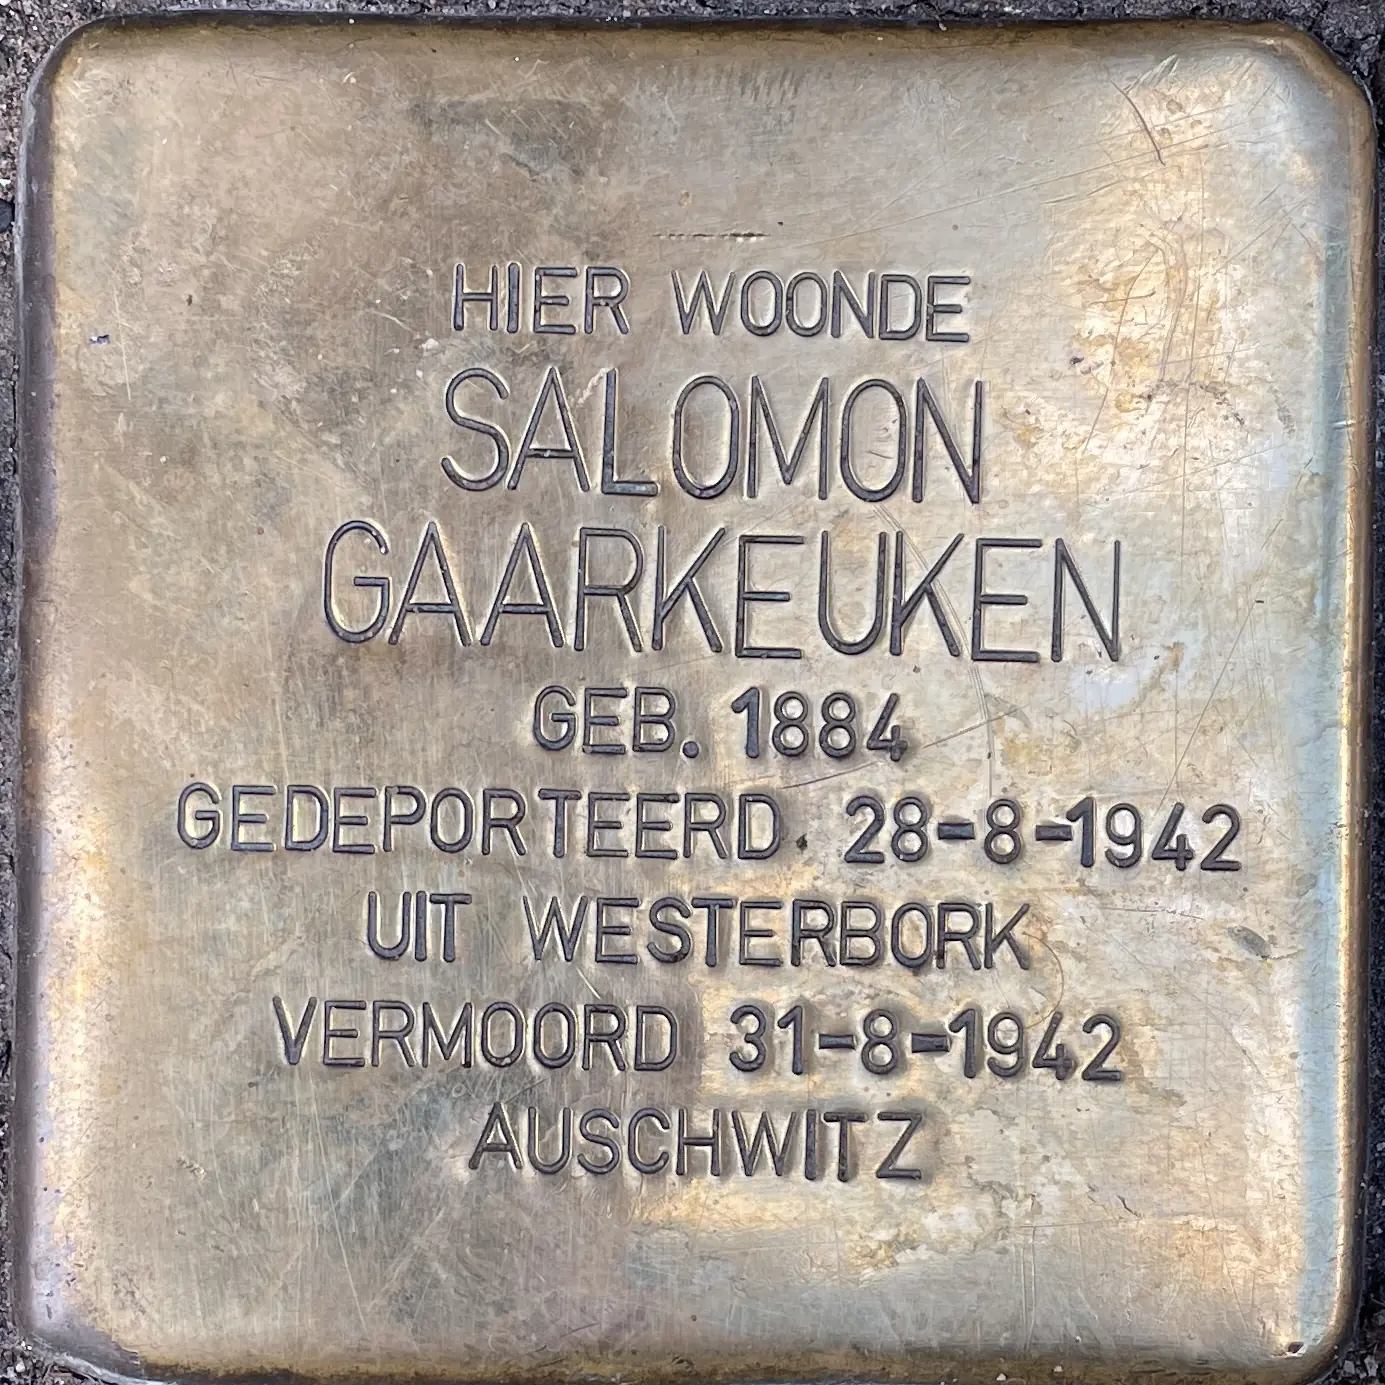 HIER WOONDE
SALOMON
GAARKEUKEN
GEB. 1884
GEDEPORTEERD 28-8-1942
UIT WESTERBORK
VERMOORD 31-8-1942
AUSCHWITZ